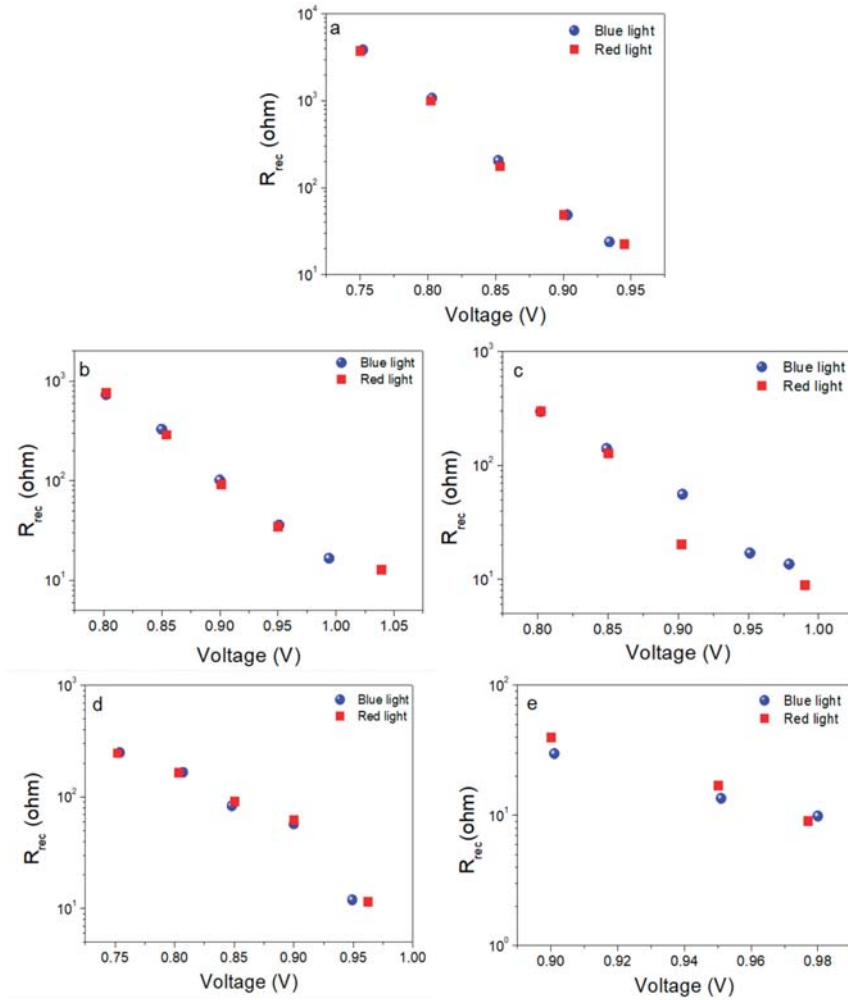 a
Blue light
Red light
10⁴
10³
10²
10¹
R_rec (ohm)
0.75 0.80 0.85 0.90 0.95
Voltage (V)
b
Blue light
Red light
10³
10²
10¹
R_rec (ohm)
0.80 0.85 0.90 0.95 1.00 1.05
Voltage (V)
c
Blue light
Red light
10³
10²
10¹
R_rec (ohm)
0.80 0.85 0.90 0.95 1.00
Voltage (V)
d
Blue light
Red light
10³
10²
10¹
R_rec (ohm)
0.75 0.80 0.85 0.90 0.95 1.00
Voltage (V)
e
Blue light
Red light
10²
10¹
10⁰
R_rec(ohm)
0.90 0.92 0.94 0.96 0.98
Voltage (V)